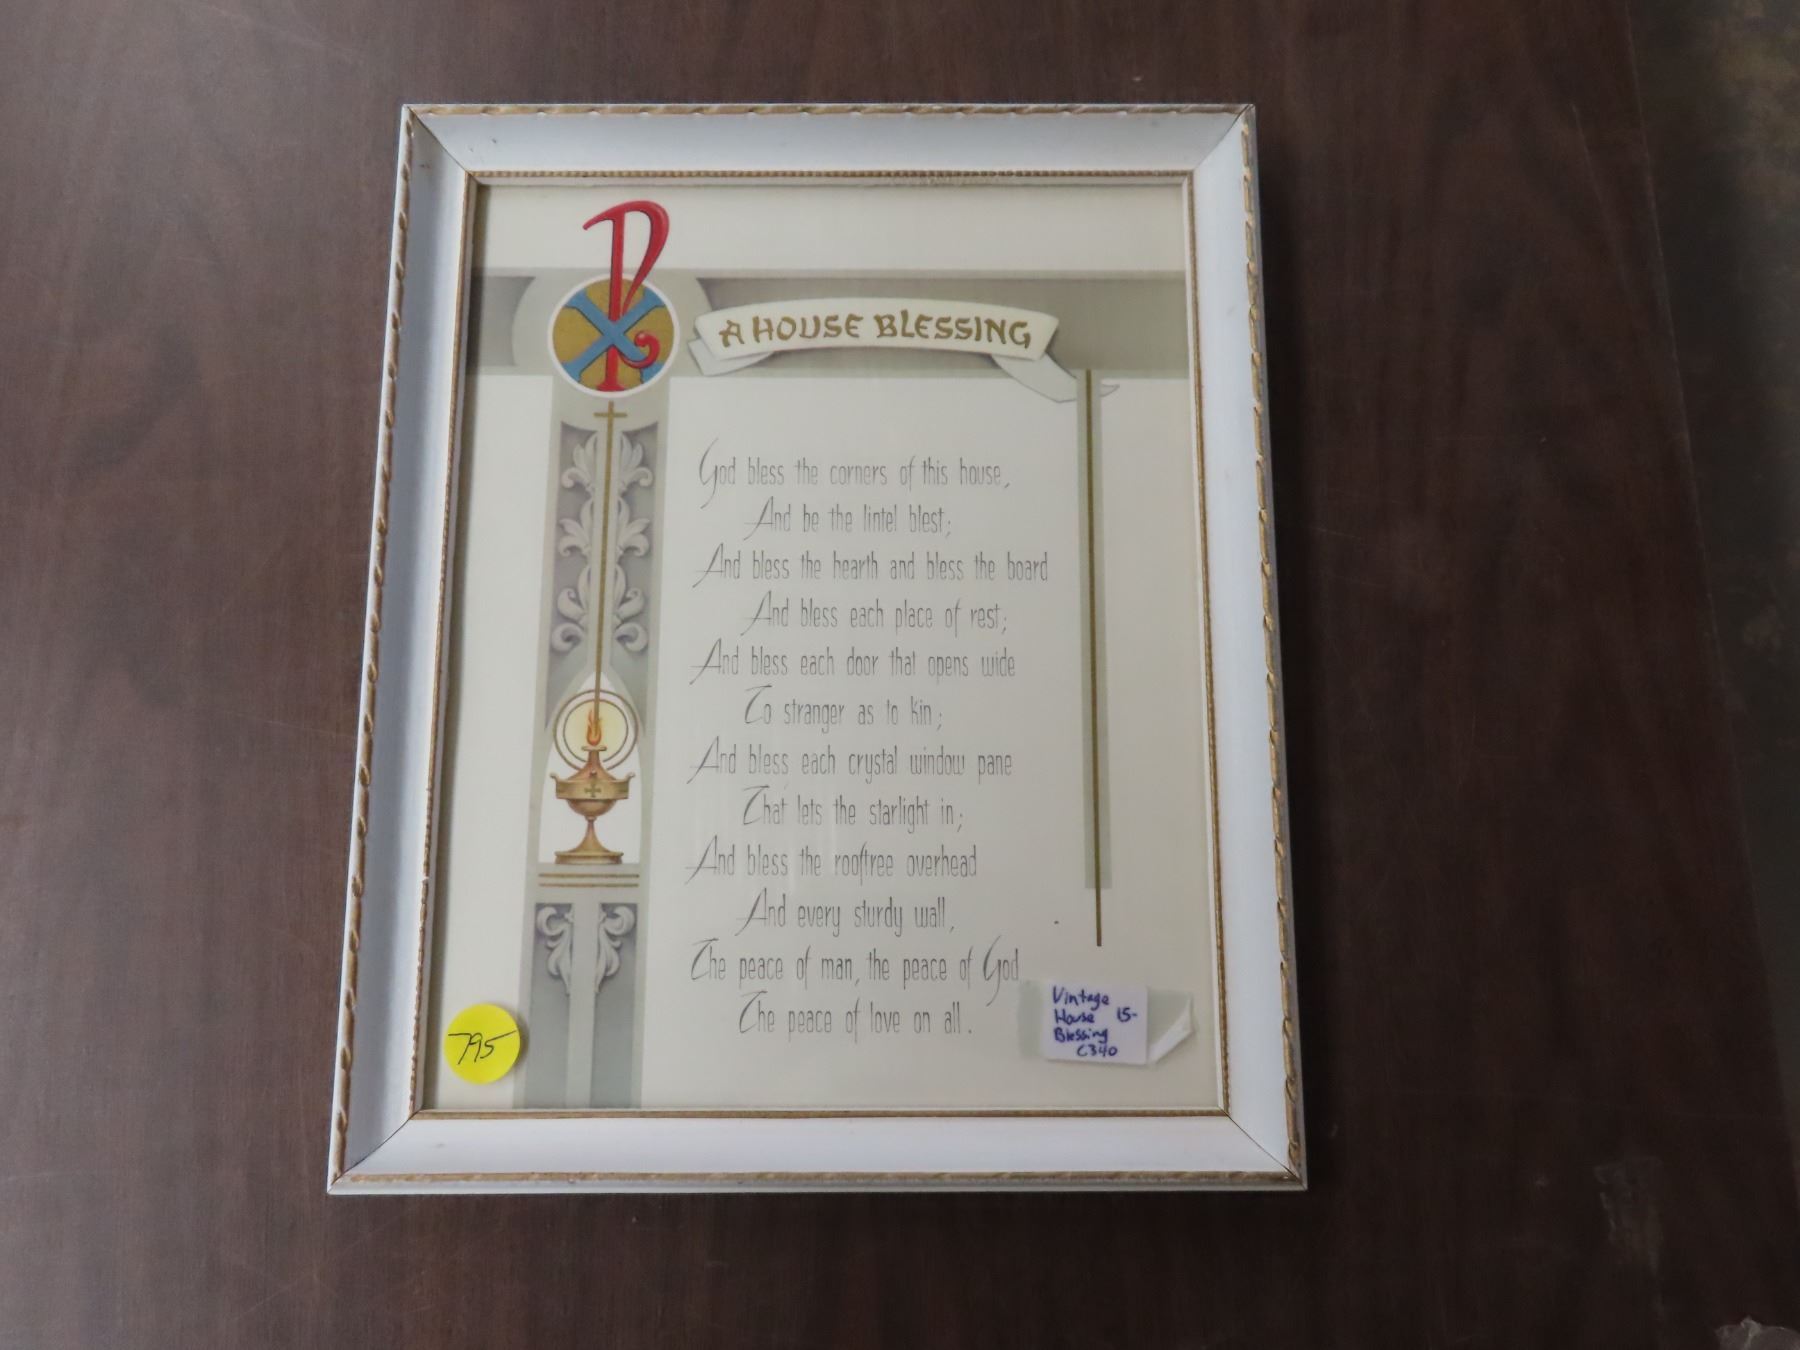 A HOUSE BLESSING
God bless the corners of this house,
And be the lintel blest;
And bless the hearth and bless the board
And bless each place of rest;
And bless each door that opens wide
To stranger as to kin;
And bless each crystal window pane
That lets the starlight in;
And bless the rooftree overhead
And every sturdy wall,
The peace of man, the peace of God
The peace of love on all.
795
Vintage
House 15-
Blessing
C340